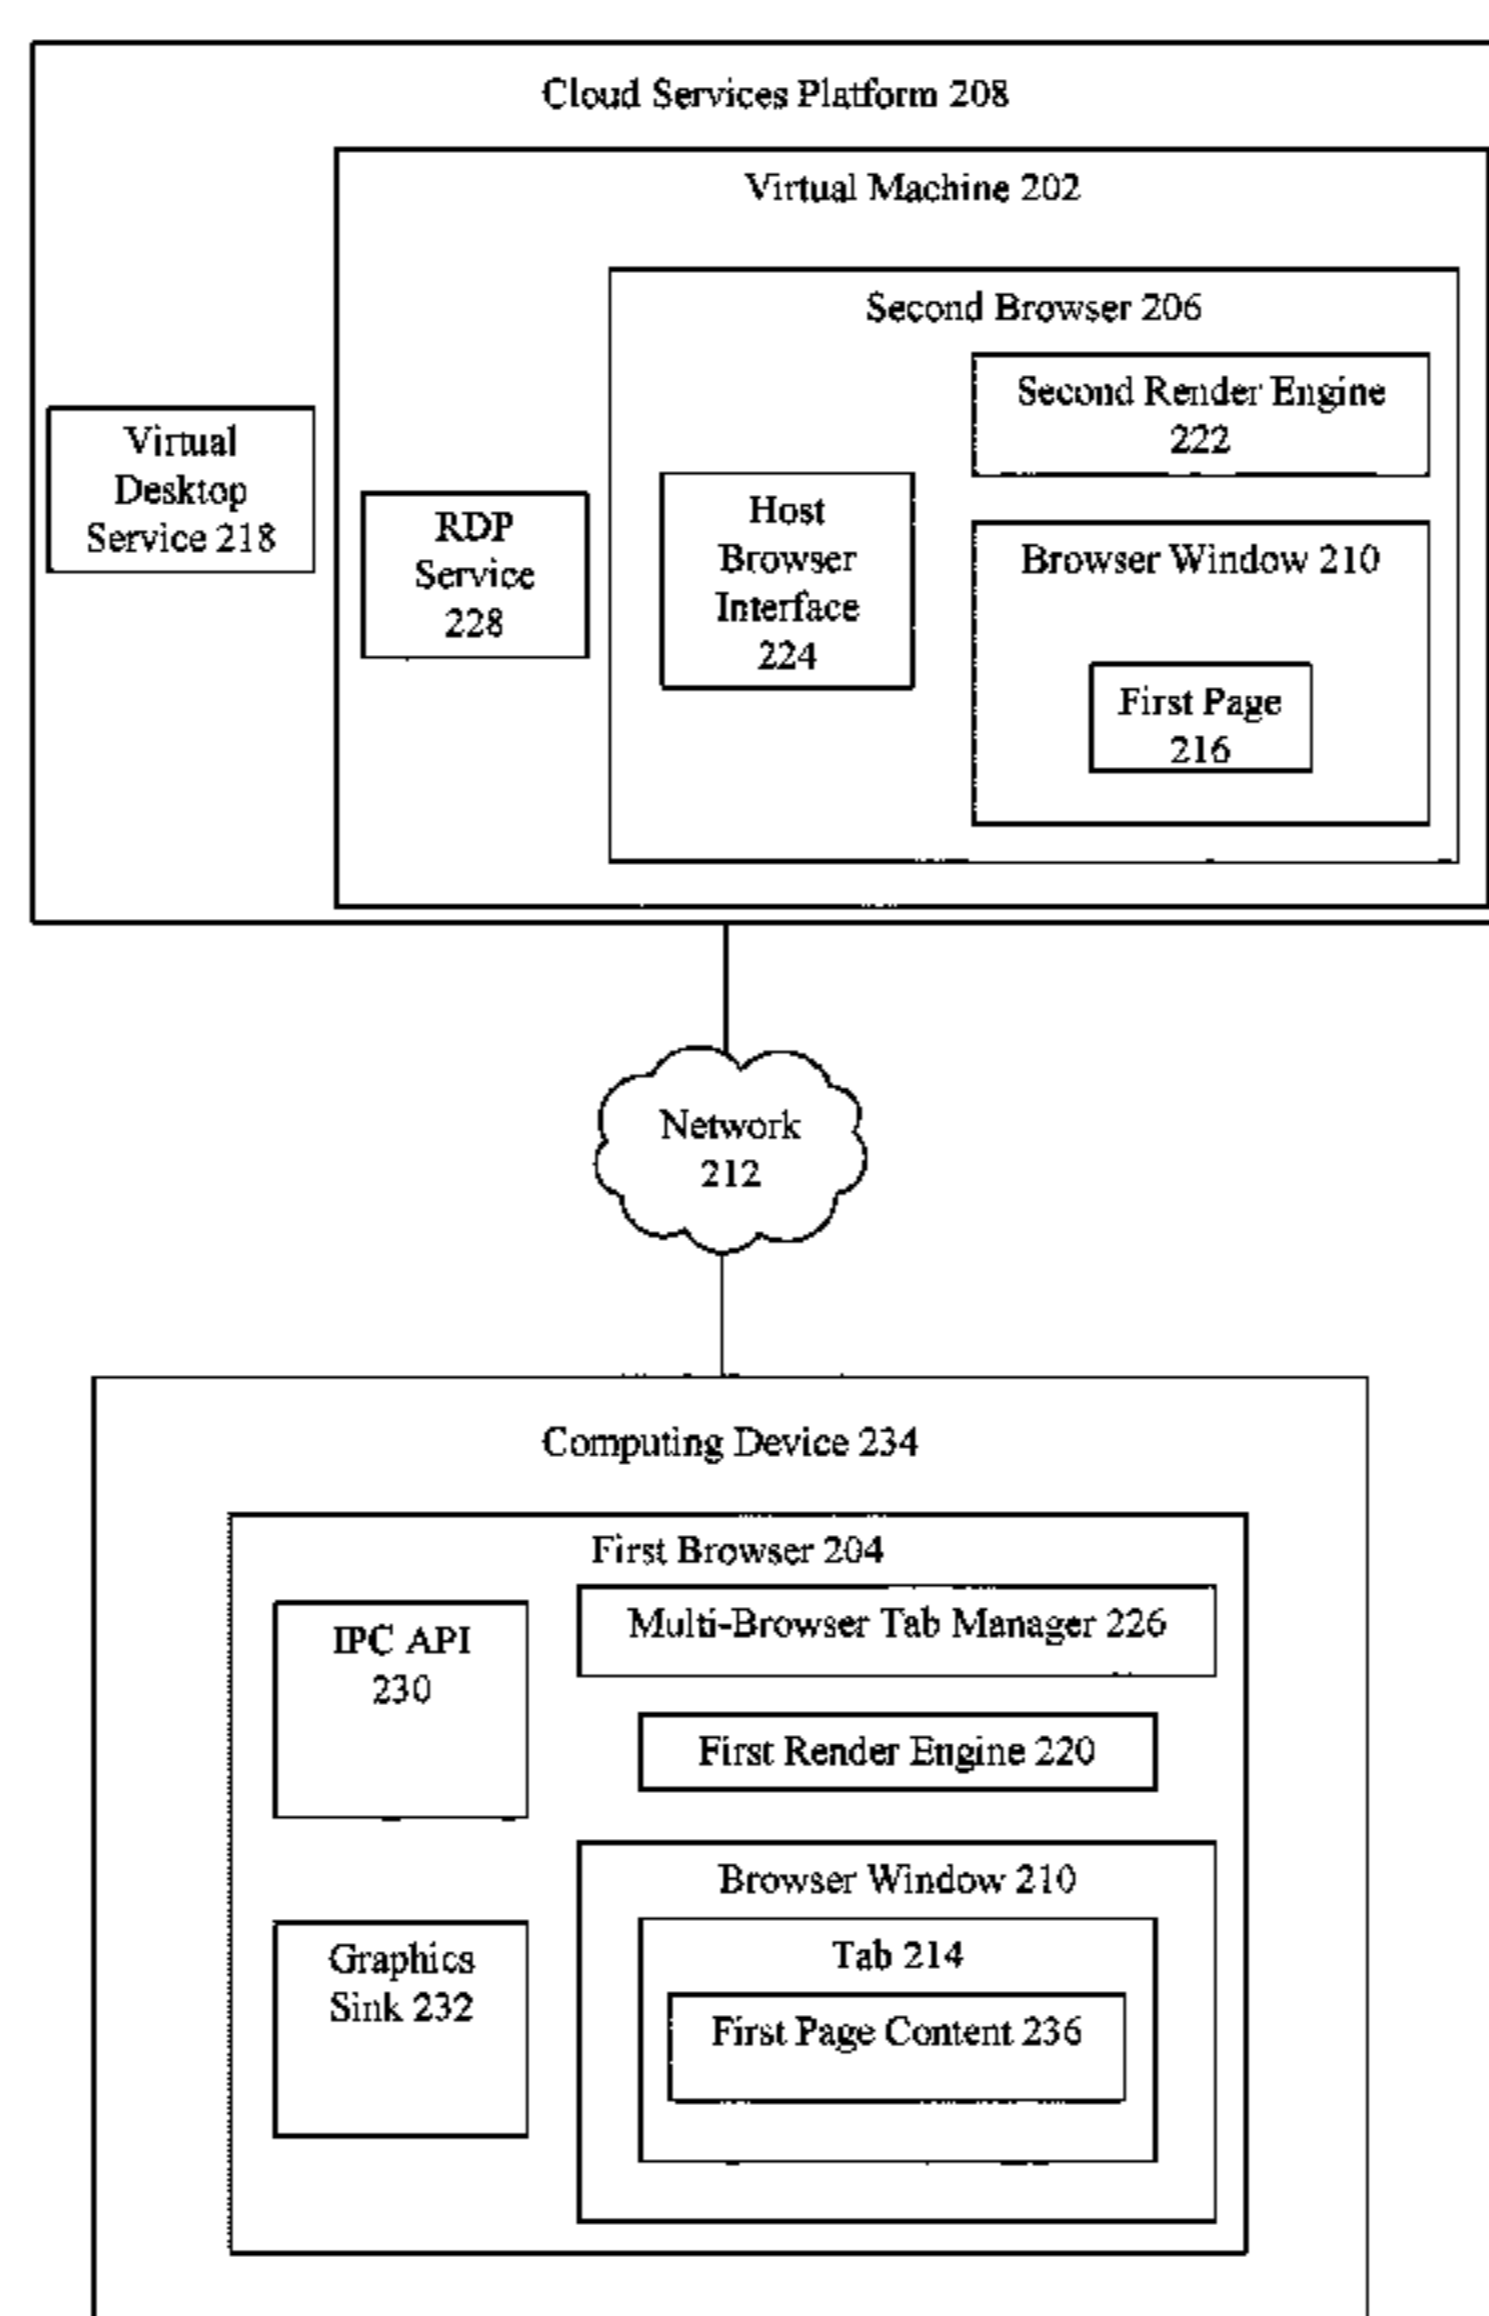 Cloud Services Platform 208
Virtual Machine 202
Second Browser 206
Second Render Engine
222
Virtual
Desktop
Service 218
RDP
Service
228
Host
Browser
Interface
224
Browser Window 210
First Page
216
Network
212
Computing Device 234
First Browser 204
IPC API
230
Multi-Browser Tab Manager 226
First Render Engine 220
Browser Window 210
Graphics
Sink 232
Tab 214
First Page Content 236